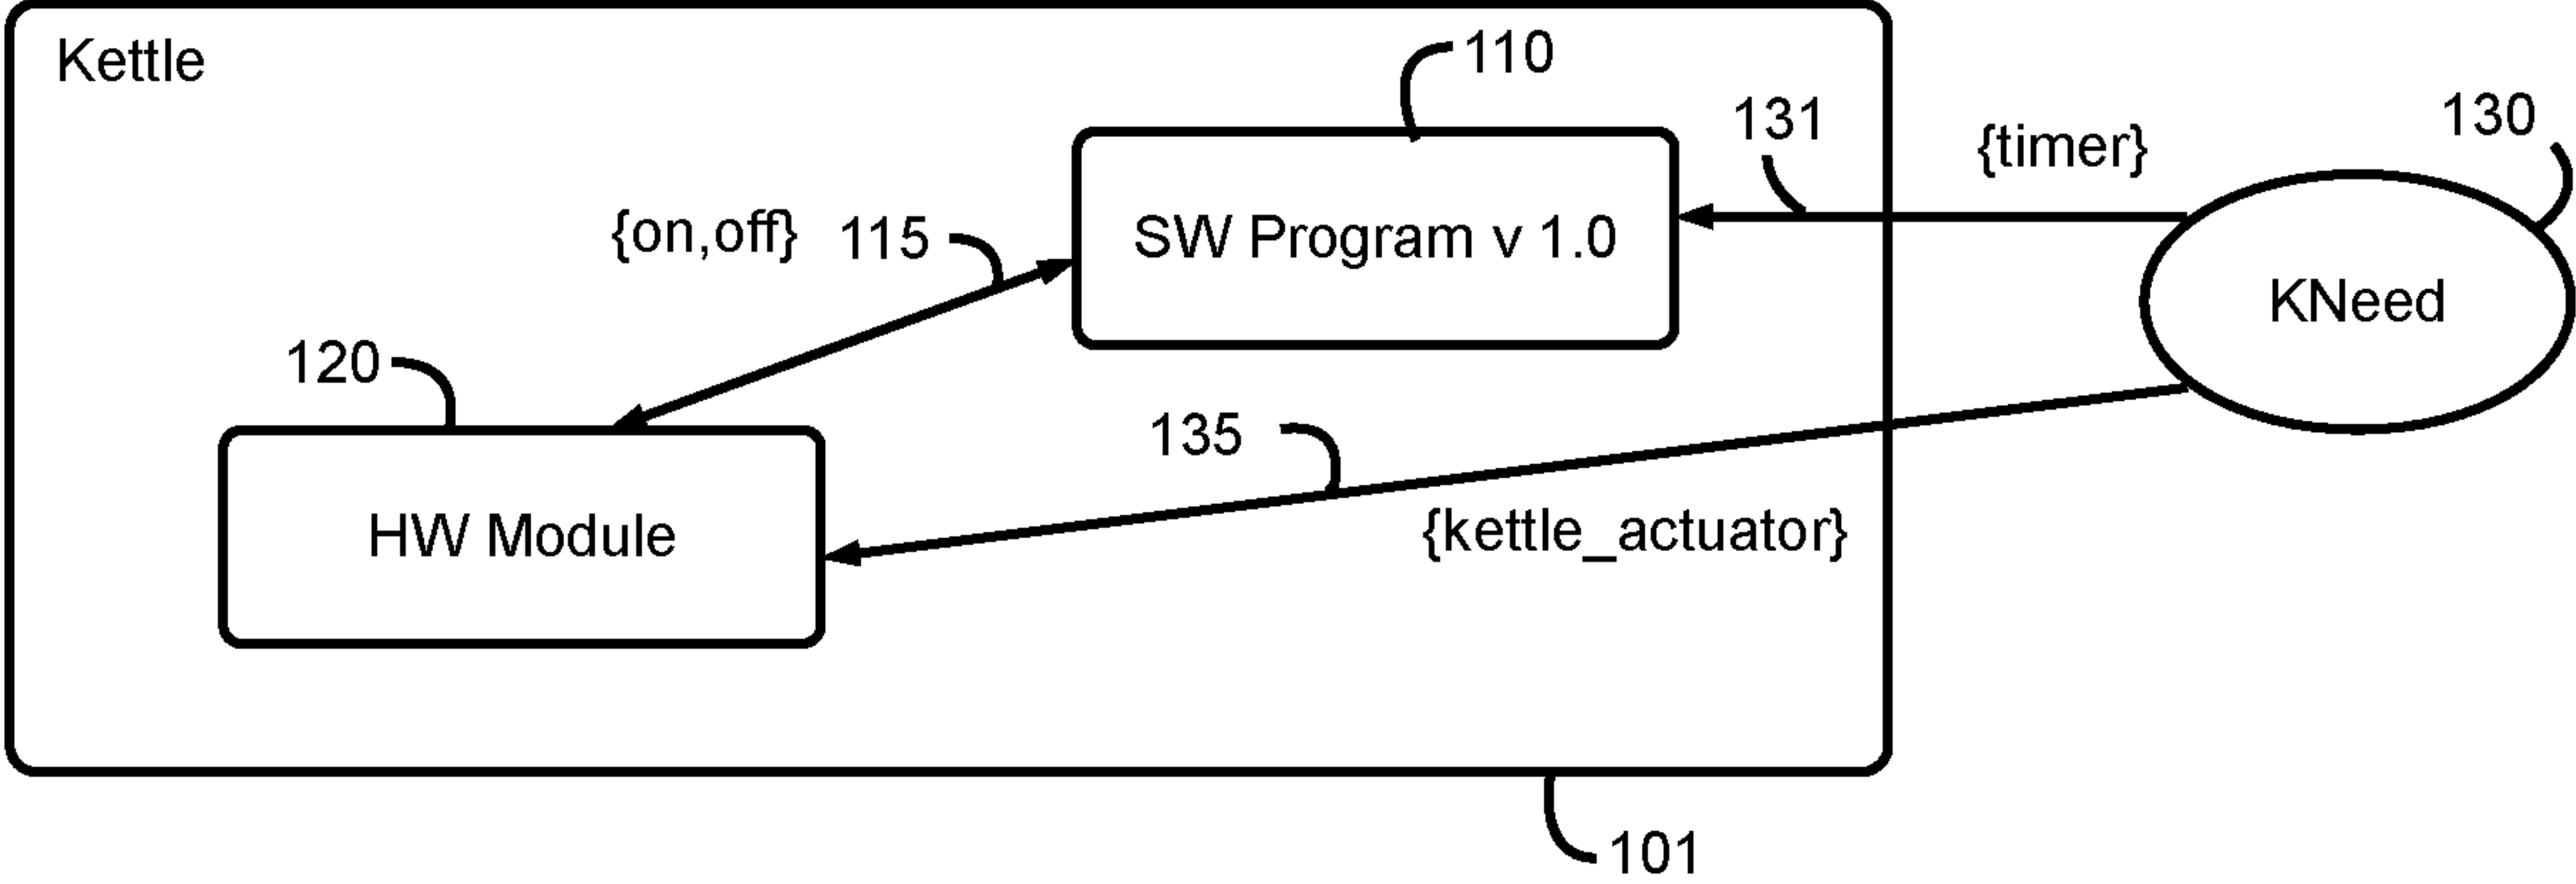 Kettle
110
131
{timer}
130
{on,off}
115
SW Program v 1.0
KNeed
120
135
HW Module
{kettle_actuator}
101